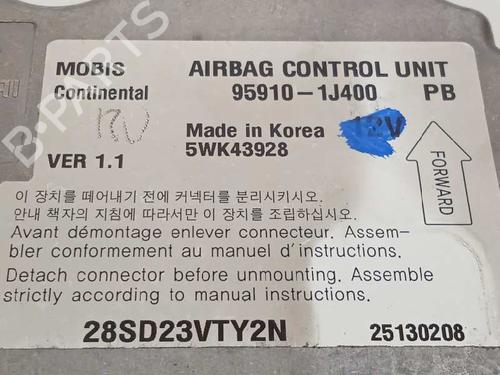 MOBIS AIRBAG CONTROL UNIT
Continental 95910-1J400 PB
Made in Korea 12V
VER 1.1 5WK43928
FORWARD
이 장치를 떼어내기 전에 커넥터를 분리시키시오.
안내 책자의 지침에 따라서만 이 장치를 조립하십시오.
Avant démontage enlever connecteur. Assem-
bler conformement au manuel d'instructions.
Detach connector before unmounting. Assemble
strictly according to manual instructions.
28SD23VTY2N 25130208
B-PARTS